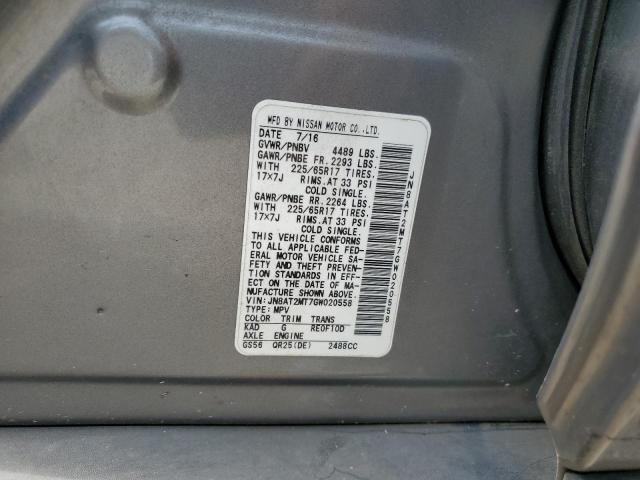 MFD BY NISSAN MOTOR CO.,LTD.
DATE 7/16
GVWR/PNBV 4489 LBS.
GAWR/PNBE FR. 2293 LBS.
WITH 225/65R17 TIRES.
17×7J RIMS.AT 33 PSI
COLD SINGLE.
GAWR/PNBE RR. 2264 LBS.
WITH 225/65R17 TIRES.
17×7J RIMS.AT 33 PSI
COLD SINGLE.
THIS VEHICLE CONFORMS
TO ALL APPLICABLE FED-
ERAL MOTOR VEHICLE SA-
FETY AND THEFT PREVEN-
TION STANDARDS IN EFF-
ECT ON THE DATE OF MA-
NUFACTURE SHOWN ABOVE.
VIN:JN8AT2MT7GW020558
TYPE:MPV
COLOR TRIM TRANS
KAD G RE0F10D
AXLE ENGINE
GS56 QR25(DE) 2488CC
JN8AT2MT7GW020558